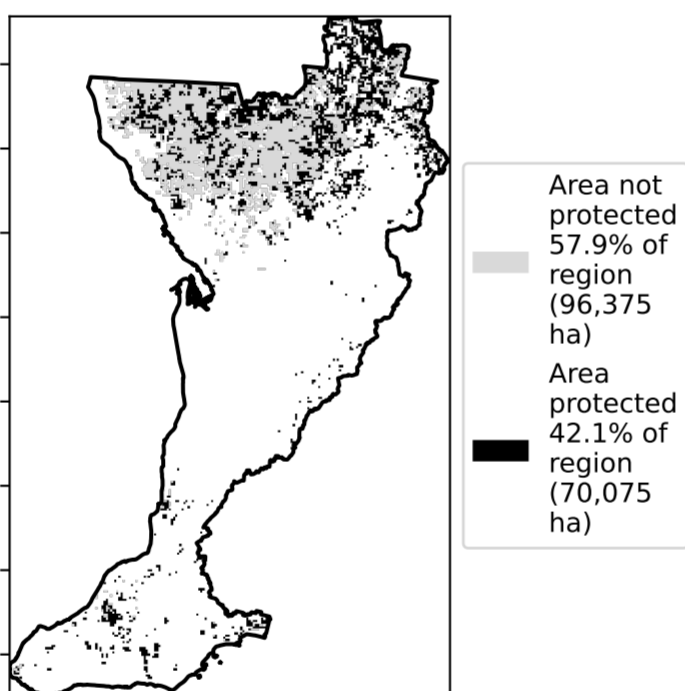 Area not
protected
57.9% of
region
(96,375
ha)
Area
protected
42.1% of
region
(70,075
ha)